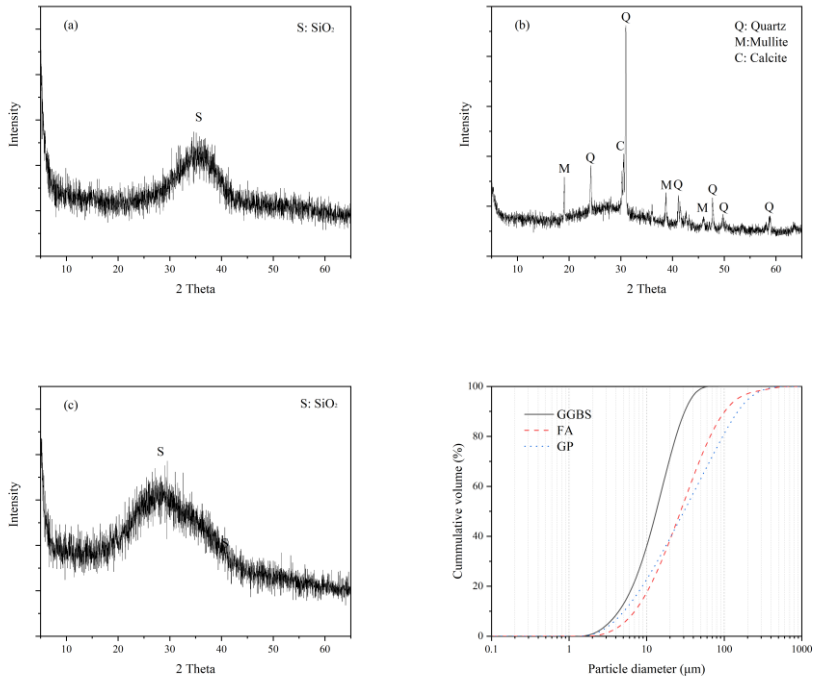 (a)
S: SiO₂
S
Intensity
10 20 30 40 50 60
2 Theta
(b)
Q: Quartz
M:Mullite
C: Calcite
Q
C
M
Q
M
Q
M
Q
Q
Q
Intensity
10 20 30 40 50 60
2 Theta
(c)
S: SiO₂
S
S
Intensity
10 20 30 40 50 60
2 Theta
GGBS
FA
GP
Cummulative volume (%)
100
80
60
40
20
0
0.1 1 10 100 1000
Particle diameter (μm)